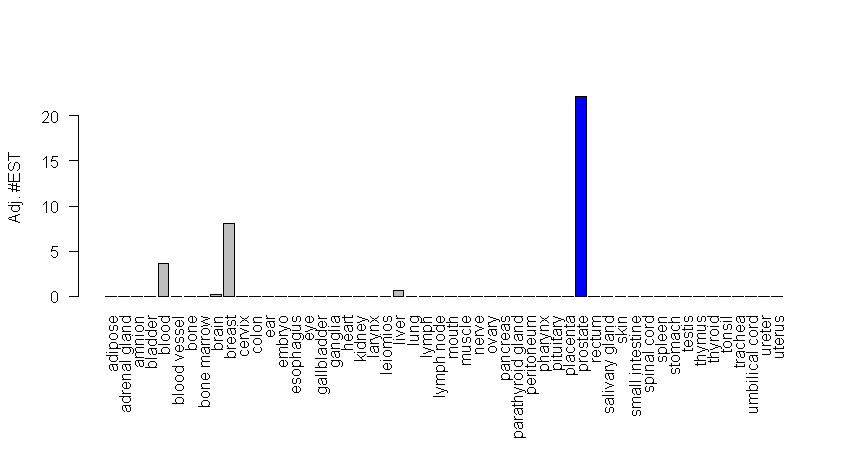 Adj. #EST
20
15
10
5
0
adipose
adrenal gland
amnion
bladder
blood
blood vessel
bone
bone marrow
brain
breast
cervix
colon
ear
embryo
esophagus
eye
gallbladder
ganglia
heart
kidney
larynx
leiomios
liver
lung
lymph
lymph node
mouth
muscle
nerve
ovary
pancreas
parathyroid gland
peritoneum
pharynx
pituitary
placenta
prostate
rectum
salivary gland
skin
small intestine
spinal cord
spleen
stomach
testis
thymus
thyroid
tonsil
trachea
umbilical cord
ureter
uterus